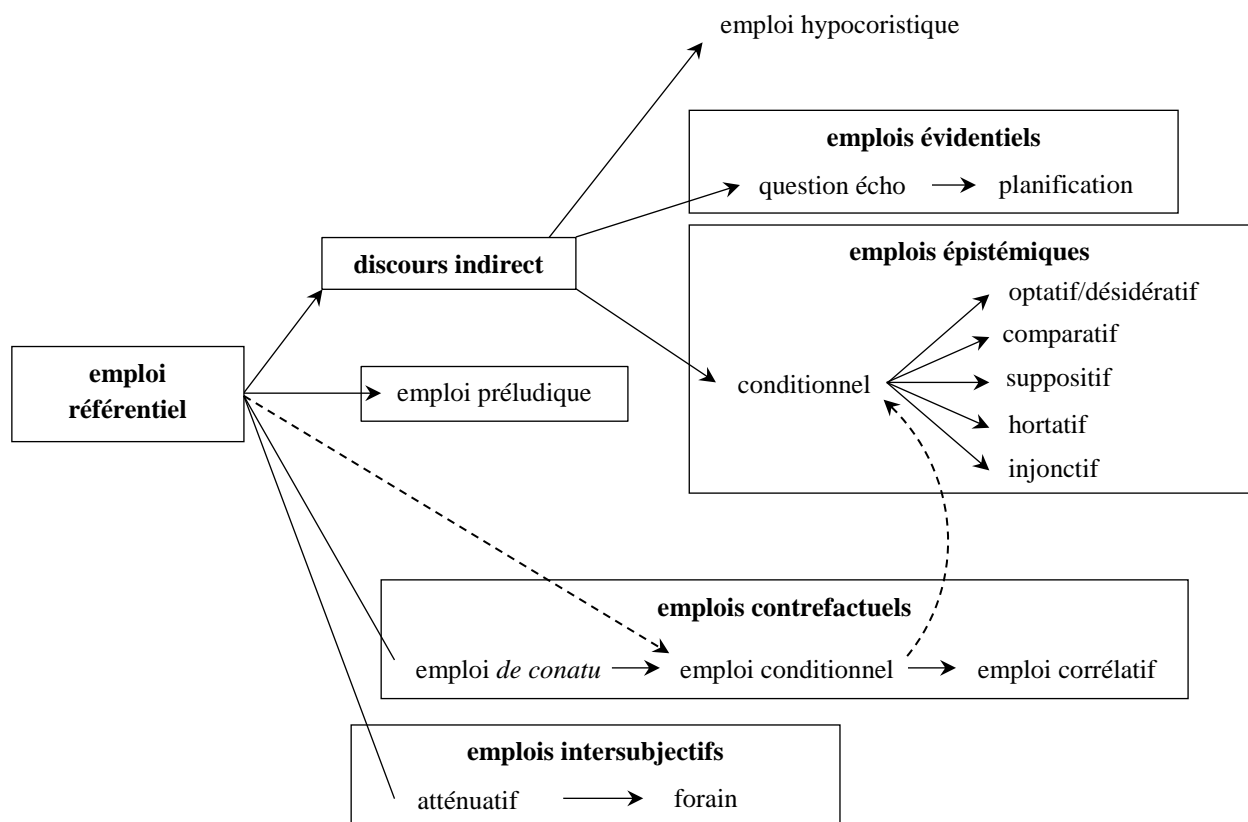 emploi hypocoristique
emplois évidentiels
question écho planification
discours indirect
emplois épistémiques
optatif/désidératif
comparatif
conditionnel
suppositif
hortatif
injonctif
emploi
référentiel
emploi préludique
emplois contrefactuels
emploi de conatu emploi conditionnel emploi corrélatif
emplois intersubjectifs
atténuatif forain